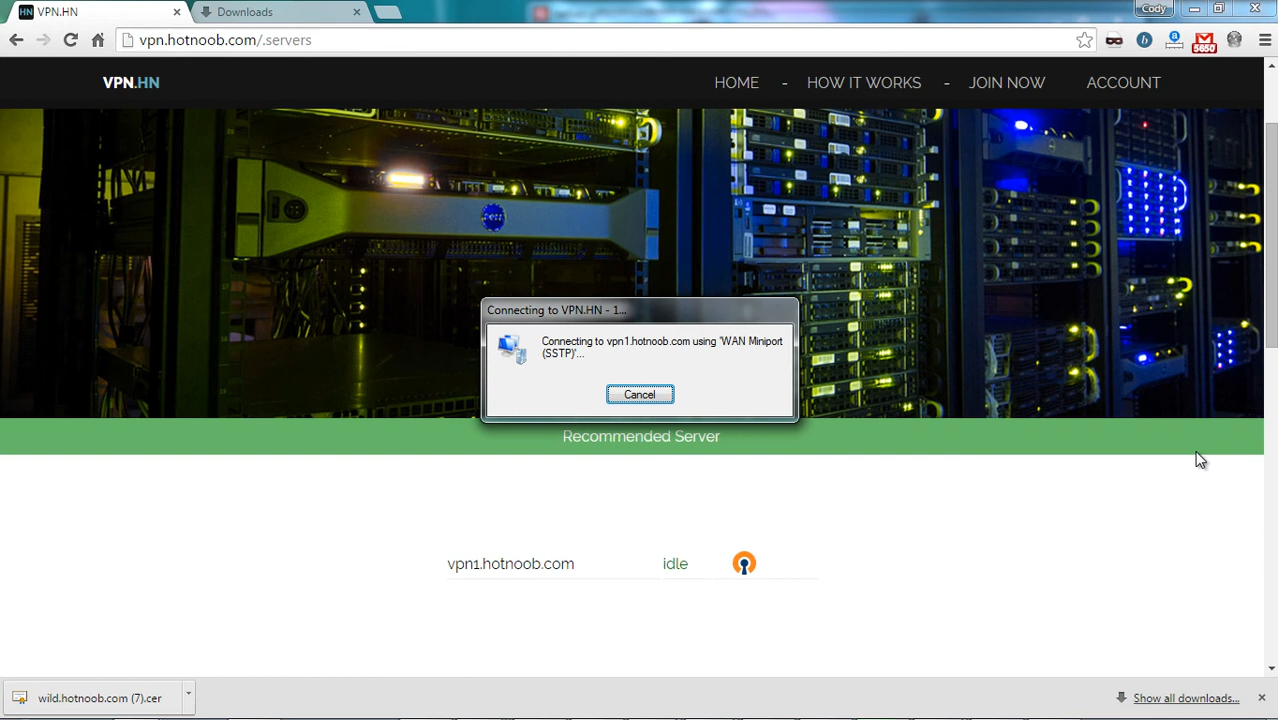 VPN.HN
Downloads
Cody
vpn.hotnoob.com/.servers
5650
VPN.HN
HOME - HOW IT WORKS - JOIN NOW ACCOUNT
DELL
Connecting to VPN.HN - 1...
Connecting to vpn1.hotnoob.com using 'WAN Miniport
(SSTP)'...
Cancel
Recommended Server
vpn1.hotnoob.com idle
wild.hotnoob.com (7).cer
Show all downloads...